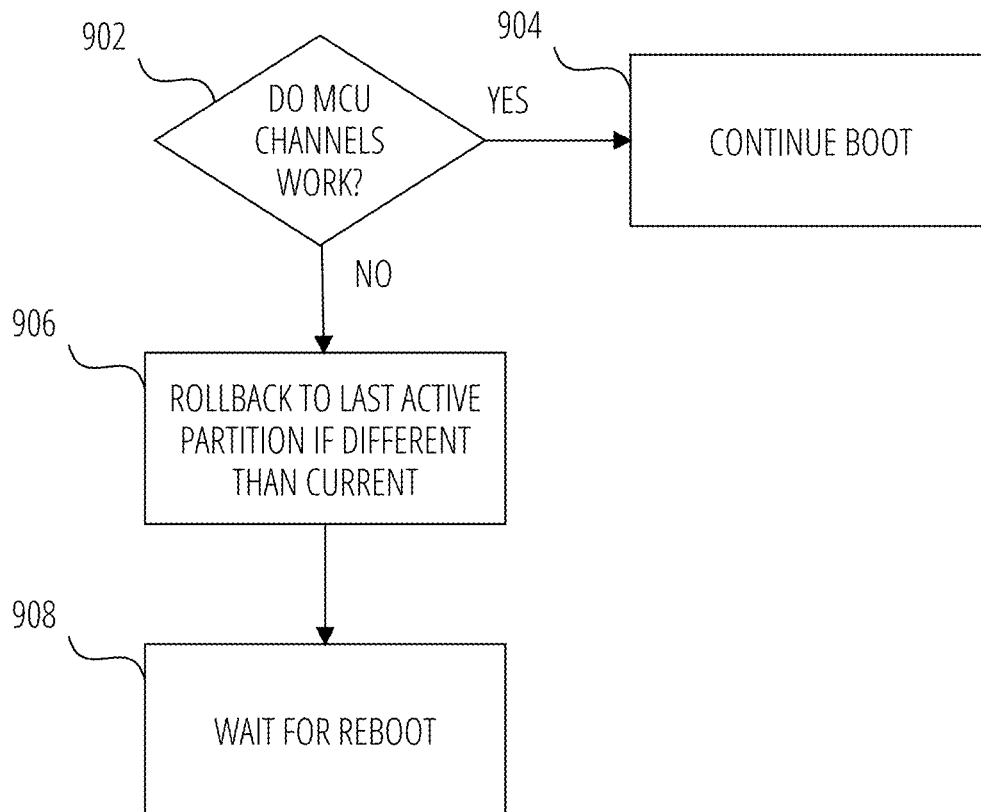 902
DO MCU
CHANNELS
WORK?
YES
904
CONTINUE BOOT
NO
906
ROLLBACK TO LAST ACTIVE
PARTITION IF DIFFERENT
THAN CURRENT
908
WAIT FOR REBOOT